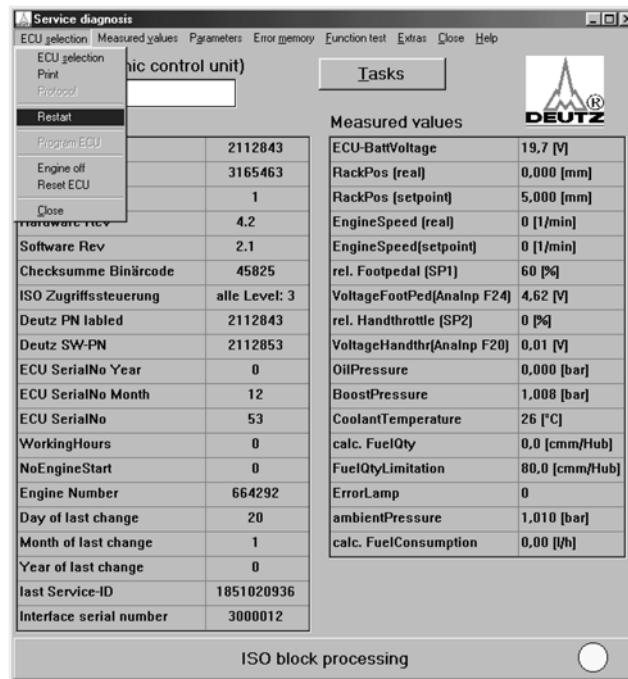 Service diagnosis
ECU selection Measured values Parameters Error memory Function test Extras Close Help
ECU selection
Print
Protocol
Restart
Program ECU
Engine off
Reset ECU
Close
nic control unit)
Tasks
DEUTZ ®
2112843
3165463
1
Hardware Rev 4.2
Software Rev 2.1
Checksumme Binärcode 45825
ISO Zugriffssteuerung alle Level: 3
Deutz PN labled 2112843
Deutz SW-PN 2112853
ECU SerialNo Year 0
ECU SerialNo Month 12
ECU SerialNo 53
WorkingHours 0
NoEngineStart 0
Engine Number 664292
Day of last change 20
Month of last change 1
Year of last change 0
last Service-ID 1851020936
Interface serial number 3000012
Measured values
ECU-BattVoltage 19,7 [V]
RackPos (real) 0,000 [mm]
RackPos (setpoint) 5,000 [mm]
EngineSpeed (real) 0 [1/min]
EngineSpeed(setpoint) 0 [1/min]
rel. Footpedal (SP1) 60 [%]
VoltageFootPed(AnaInp F24) 4,62 [V]
rel. Handthrottle (SP2) 0 [%]
VoltageHandthr(AnaInp F20) 0,01 [V]
OilPressure 0,000 [bar]
BoostPressure 1,008 [bar]
CoolantTemperature 26 [°C]
calc. FuelQty 0,0 [cmm/Hub]
FuelQtyLimitation 80,0 [cmm/Hub]
ErrorLamp 0
ambientPressure 1,010 [bar]
calc. FuelConsumption 0,00 [l/h]
ISO block processing